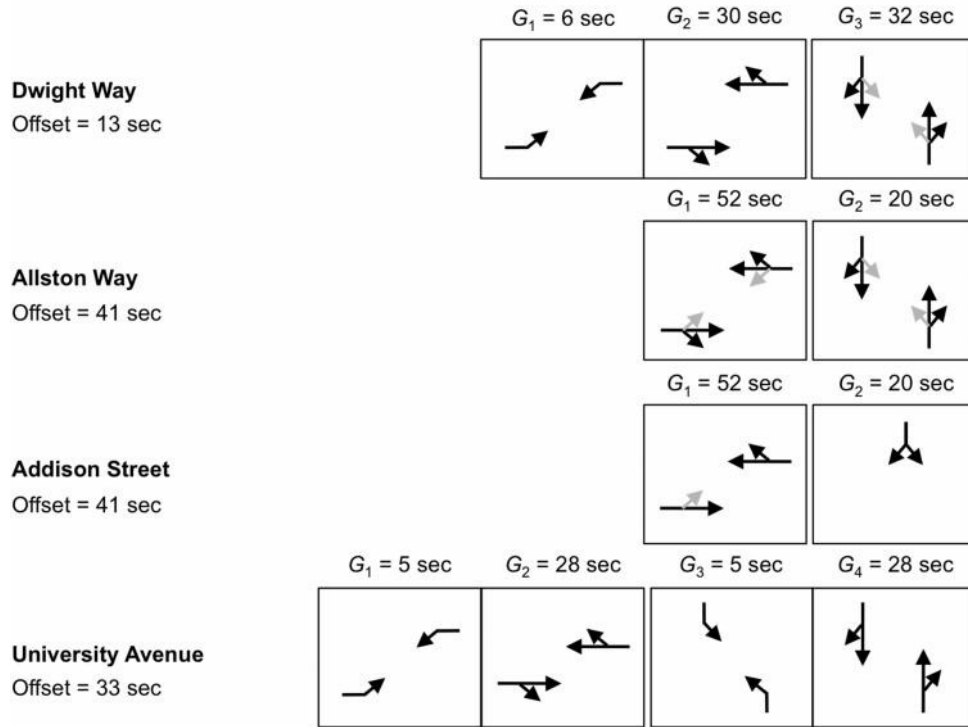 G₁ = 6 sec G₂ = 30 sec G₃ = 32 sec
Dwight Way
Offset = 13 sec
G₁ = 52 sec G₂ = 20 sec
Allston Way
Offset = 41 sec
G₁ = 52 sec G₂ = 20 sec
Addison Street
Offset = 41 sec
G₁ = 5 sec G₂ = 28 sec G₃ = 5 sec G₄ = 28 sec
University Avenue
Offset = 33 sec